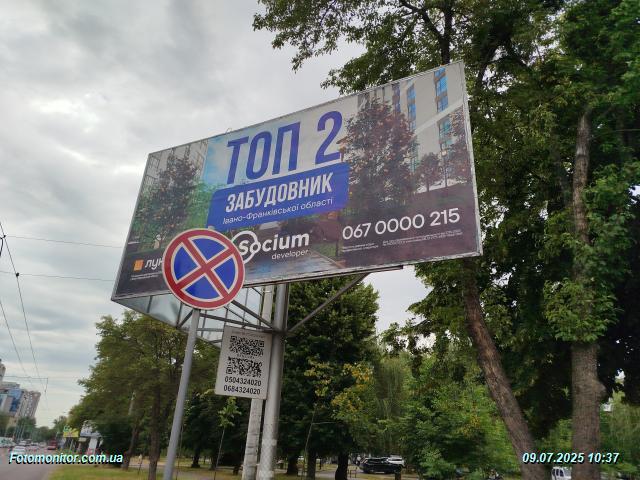 ТОП 2
ЗАБУДОВНИК
Івано-Франківської області
Socium
developer
067 0000 215
0504324020
0684324020
Fotomonitor.com.ua
09.07.2025 10:37